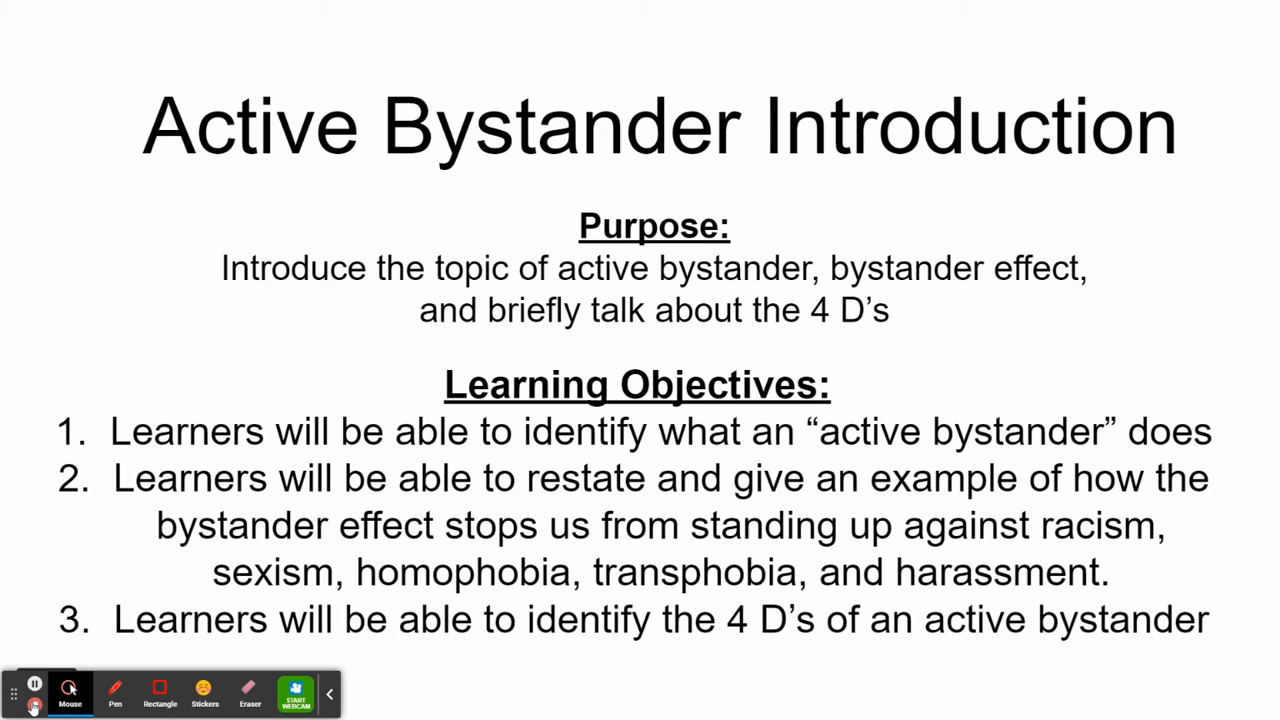 Active Bystander Introduction
Purpose:
Introduce the topic of active bystander, bystander effect,
and briefly talk about the 4 D’s
Learning Objectives:
1. Learners will be able to identify what an “active bystander” does
2. Learners will be able to restate and give an example of how the
bystander effect stops us from standing up against racism,
sexism, homophobia, transphobia, and harassment.
3. Learners will be able to identify the 4 D’s of an active bystander
Mouse Pen Rectangle Stickers Eraser START
WEBCAM